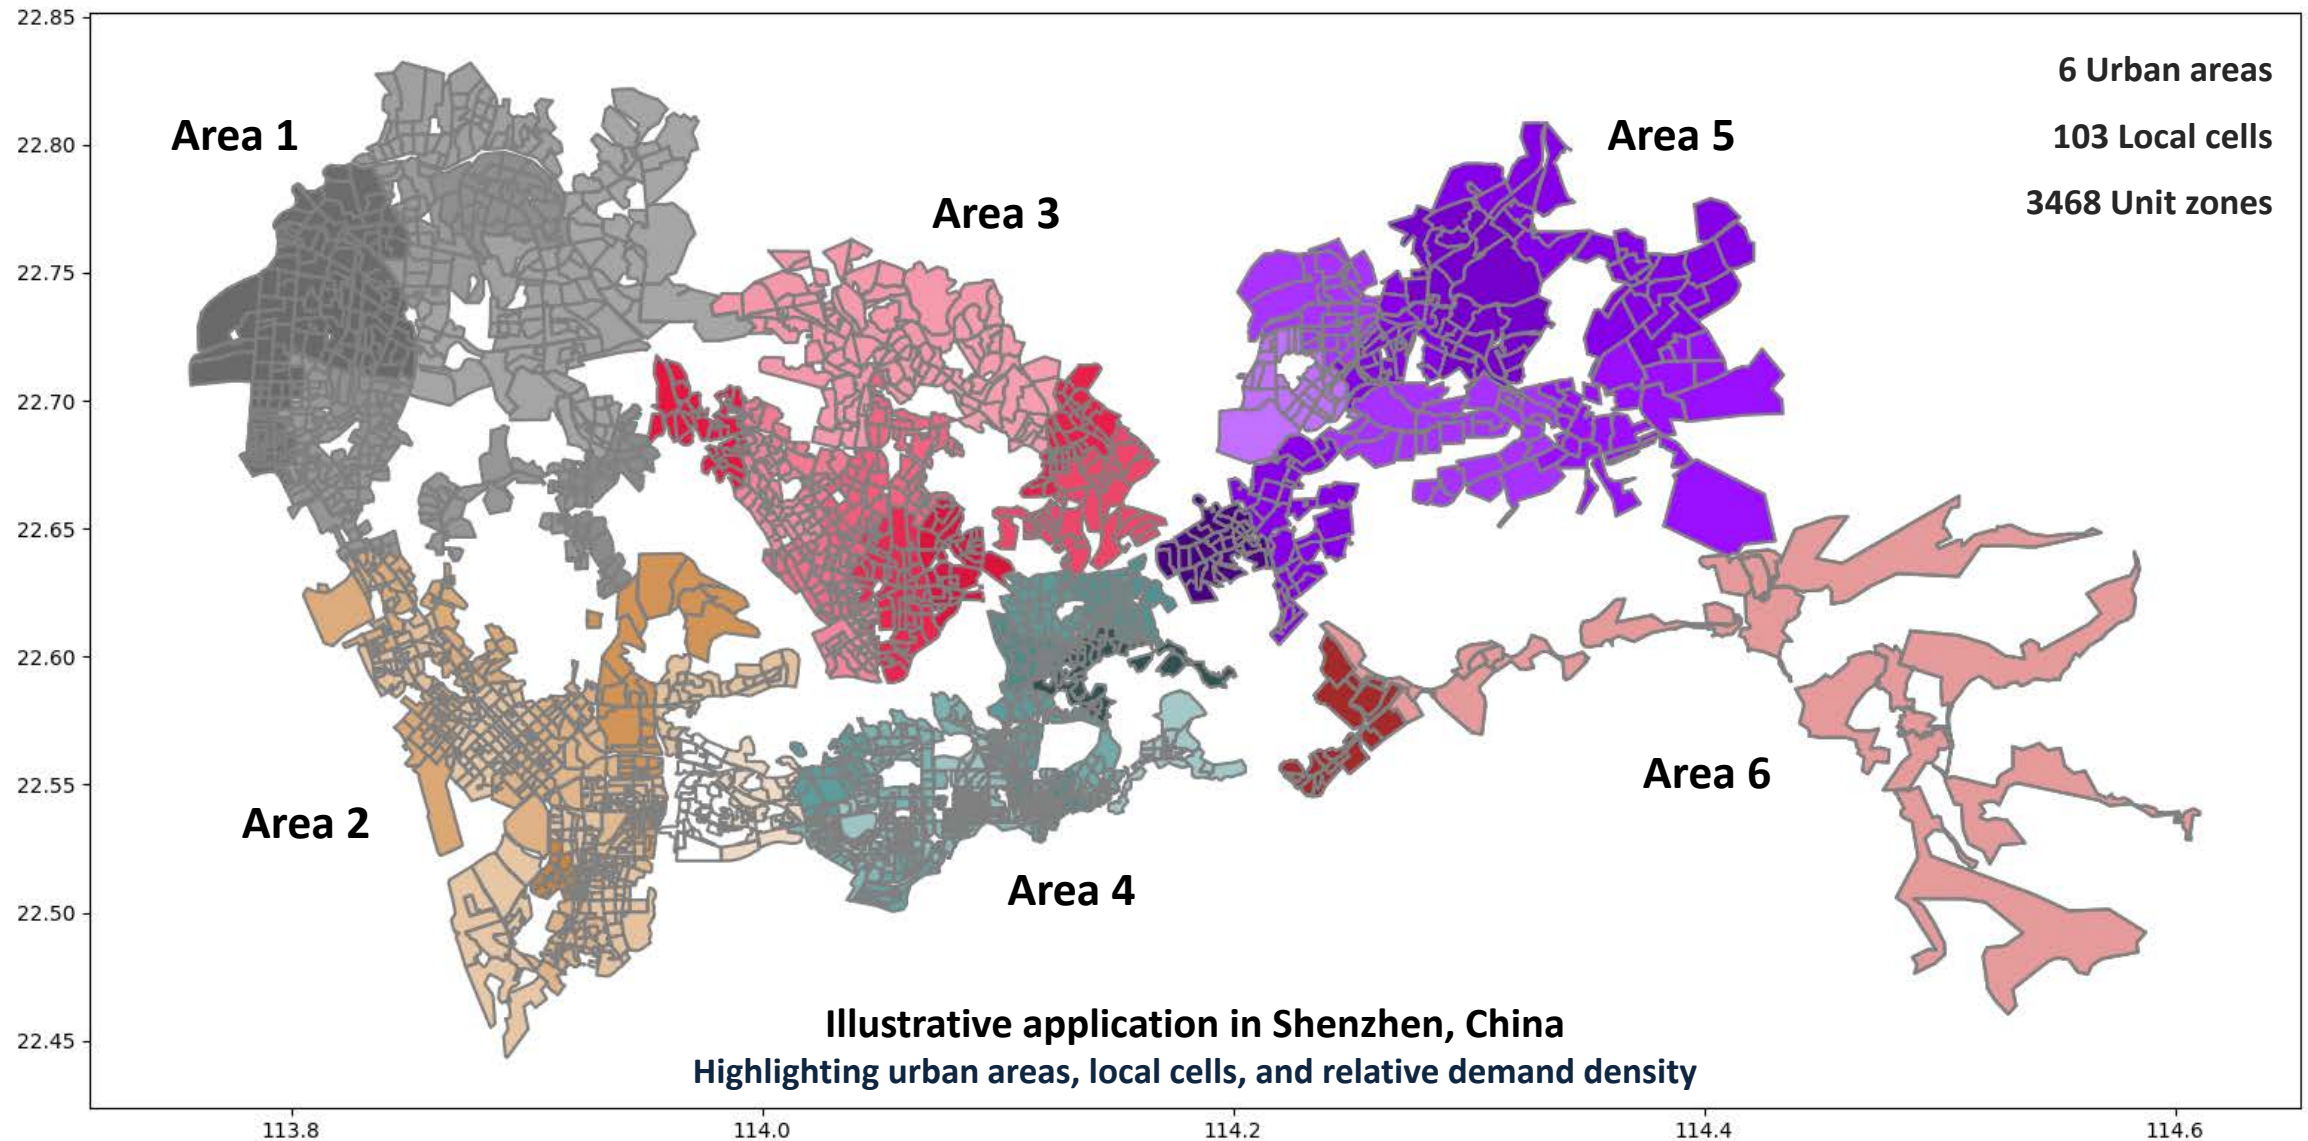 22.85
6 Urban areas
Area 1
Area 5
22.80
103 Local cells
Area 3
3468 Unit zones
22.75
22.70
22.65
22.60
22.55
Area 6
Area 2
Area 4
22.50
Illustrative application in Shenzhen, China
22.45
Highlighting urban areas, local cells, and relative demand density
113.8
114.0
114.2
114.4
114.6